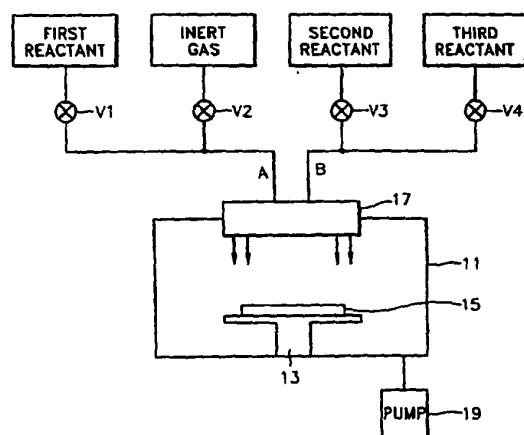 FIRST REACTANT
INERT GAS
SECOND REACTANT
THIRD REACTANT
V1
V2
V3
V4
A
B
17
11
15
13
PUMP
19